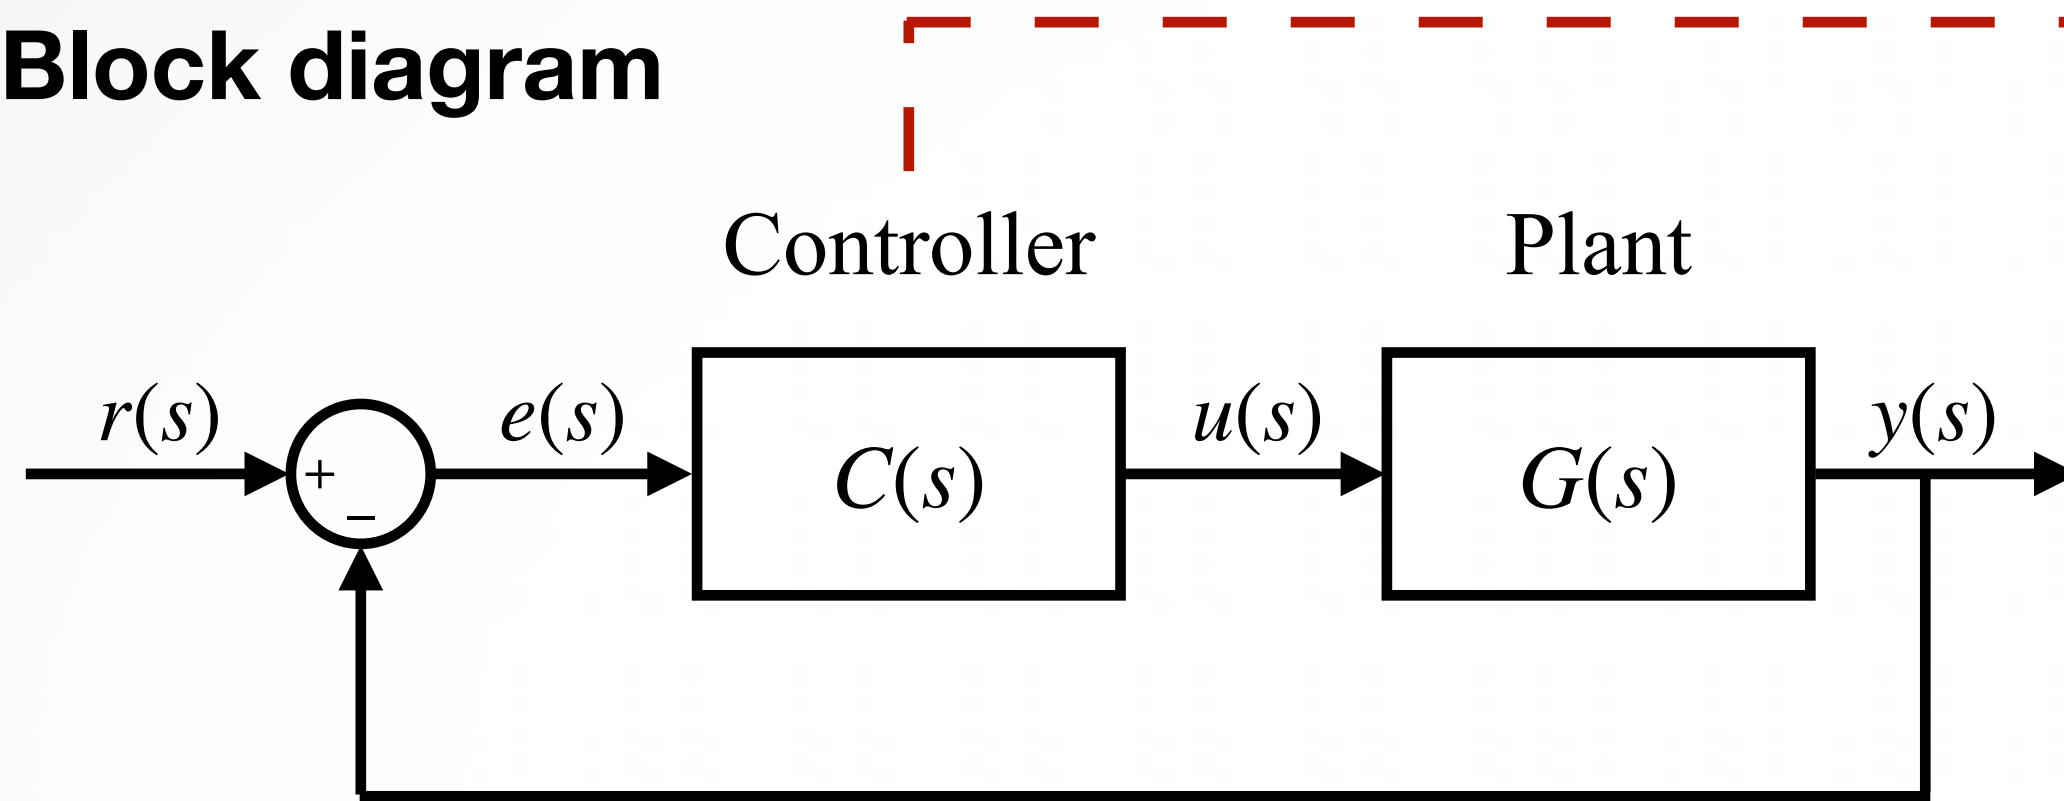 Block diagram
Controller
Plant
r(s)
e(s)
u(s)
y(s)
+
−
C(s)
G(s)